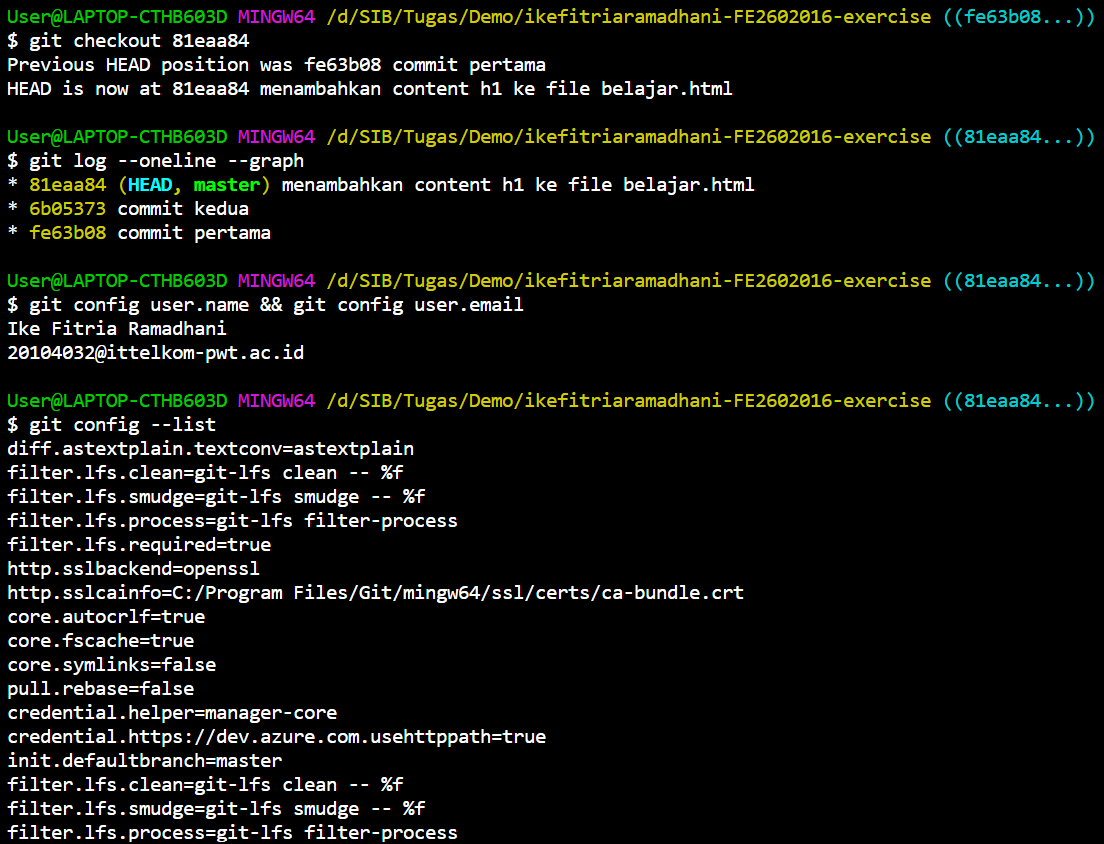 User@LAPTOP-CTHB603D MINGW64 /d/SIB/Tugas/Demo/ikefitriaramadhani-FE2602016-exercise ((fe63b08...))
$ git checkout 81eaa84
Previous HEAD position was fe63b08 commit pertama
HEAD is now at 81eaa84 menambahkan content h1 ke file belajar.html

User@LAPTOP-CTHB603D MINGW64 /d/SIB/Tugas/Demo/ikefitriaramadhani-FE2602016-exercise ((81eaa84...))
$ git log --oneline --graph
* 81eaa84 (HEAD, master) menambahkan content h1 ke file belajar.html
* 6b05373 commit kedua
* fe63b08 commit pertama

User@LAPTOP-CTHB603D MINGW64 /d/SIB/Tugas/Demo/ikefitriaramadhani-FE2602016-exercise ((81eaa84...))
$ git config user.name && git config user.email
Ike Fitria Ramadhani
20104032@ittelkom-pwt.ac.id

User@LAPTOP-CTHB603D MINGW64 /d/SIB/Tugas/Demo/ikefitriaramadhani-FE2602016-exercise ((81eaa84...))
$ git config --list
diff.astextplain.textconv=astextplain
filter.lfs.clean=git-lfs clean -- %f
filter.lfs.smudge=git-lfs smudge -- %f
filter.lfs.process=git-lfs filter-process
filter.lfs.required=true
http.sslbackend=openssl
http.sslcainfo=C:/Program Files/Git/mingw64/ssl/certs/ca-bundle.crt
core.autocrlf=true
core.fscache=true
core.symlinks=false
pull.rebase=false
credential.helper=manager-core
credential.https://dev.azure.com.usehttppath=true
init.defaultbranch=master
filter.lfs.clean=git-lfs clean -- %f
filter.lfs.smudge=git-lfs smudge -- %f
filter.lfs.process=git-lfs filter-process